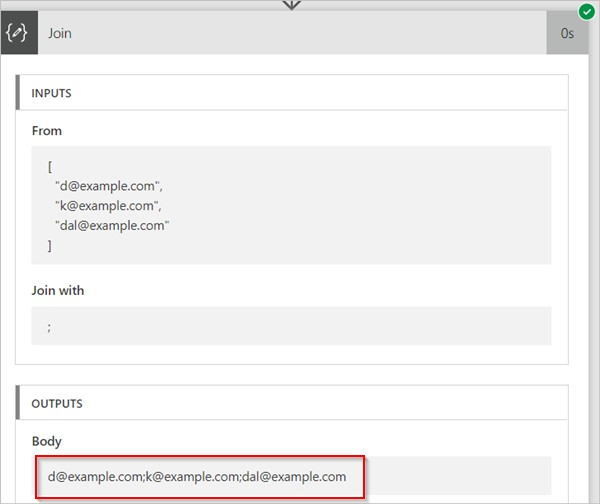 Join
0s
INPUTS
From
[
"d@example.com",
"k@example.com",
"dal@example.com"
]
Join with
;
OUTPUTS
Body
d@example.com;k@example.com;dal@example.com